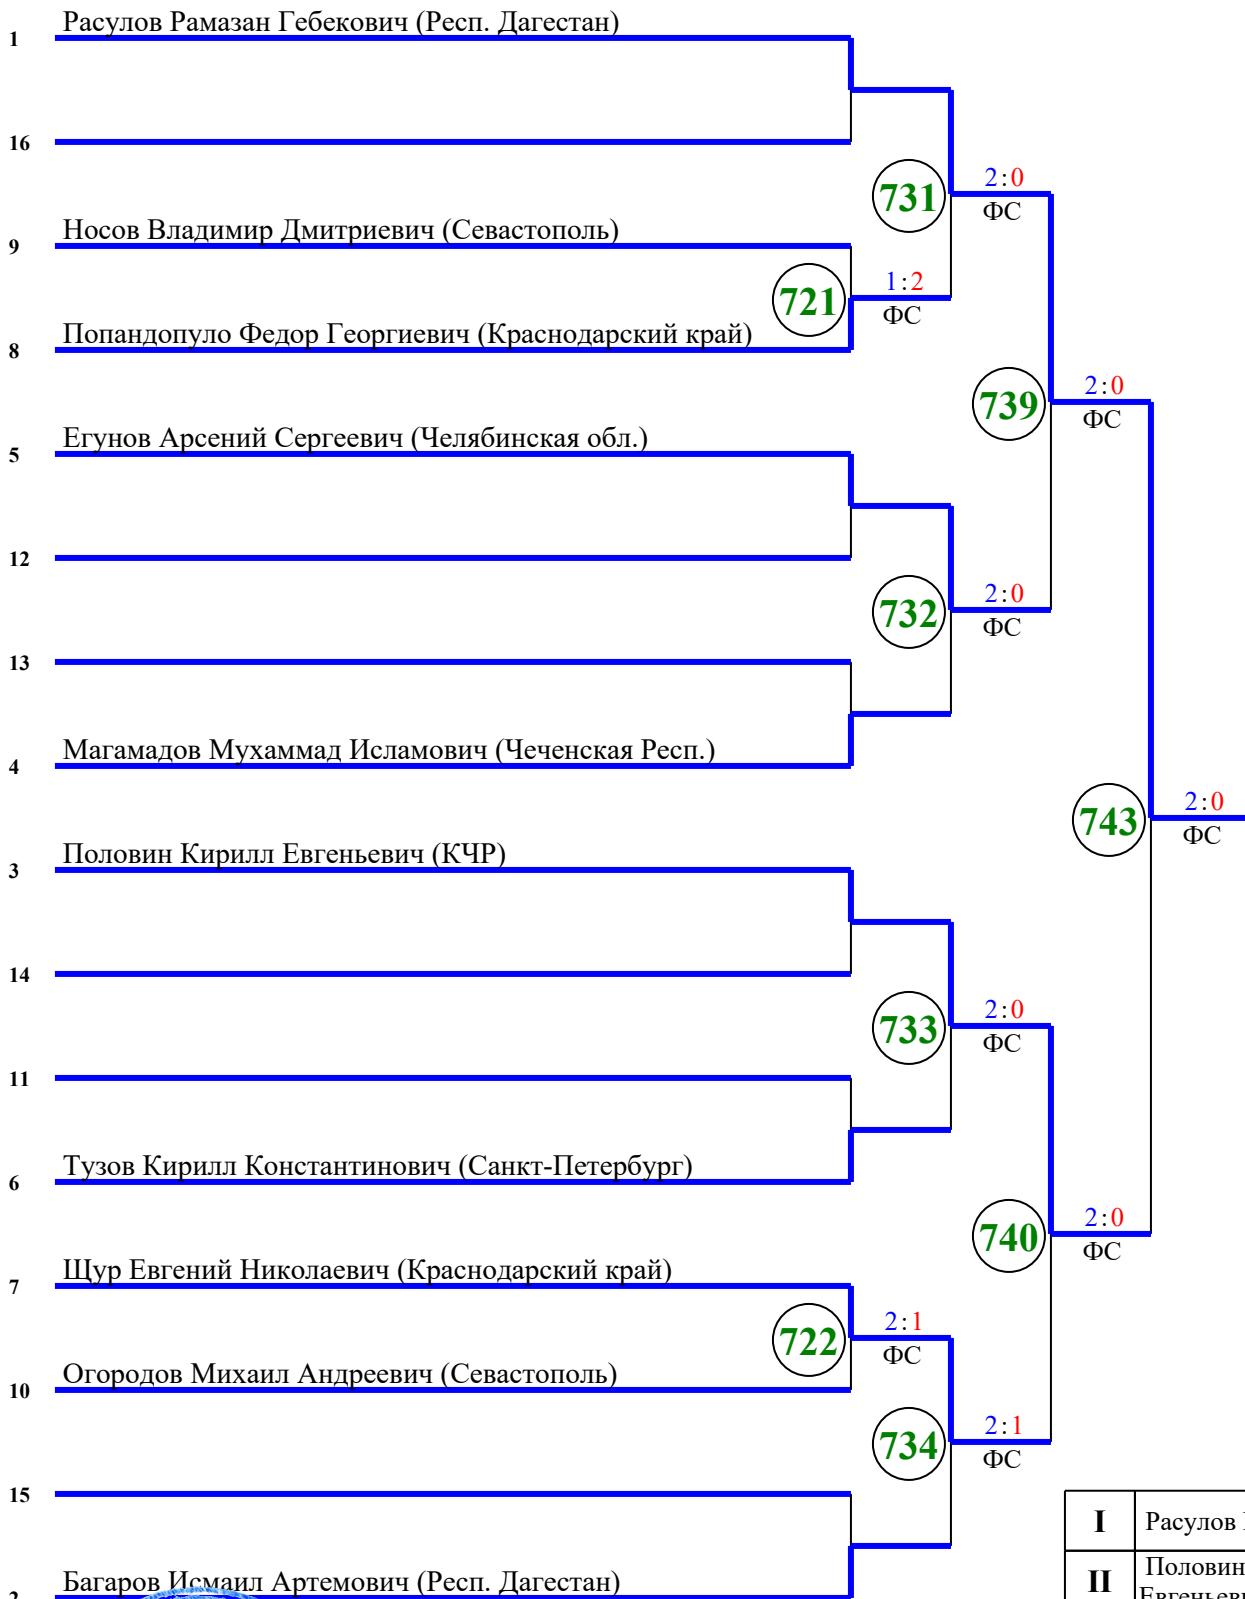 Расулов Рамазан Гебекович (Респ. Дагестан)
1
16
731
2:0
ФС
Носов Владимир Дмитриевич (Севастополь)
9
721
1:2
ФС
Попандопуло Федор Георгиевич (Краснодарский край)
8
739
2:0
ФС
Егунов Арсений Сергеевич (Челябинская обл.)
5
12
732
2:0
ФС
13
Магамадов Мухаммад Исламович (Чеченская Респ.)
4
743
2:0
ФС
Половин Кирилл Евгеньевич (КЧР)
3
14
733
2:0
ФС
11
Тузов Кирилл Константинович (Санкт-Петербург)
6
740
2:0
ФС
Щур Евгений Николаевич (Краснодарский край)
7
722
2:1
ФС
Огородов Михаил Андреевич (Севастополь)
10
734
2:1
ФС
15
I Расулов
II Половин
Багаров Исмаил Артемович (Респ. Дагестан)
2